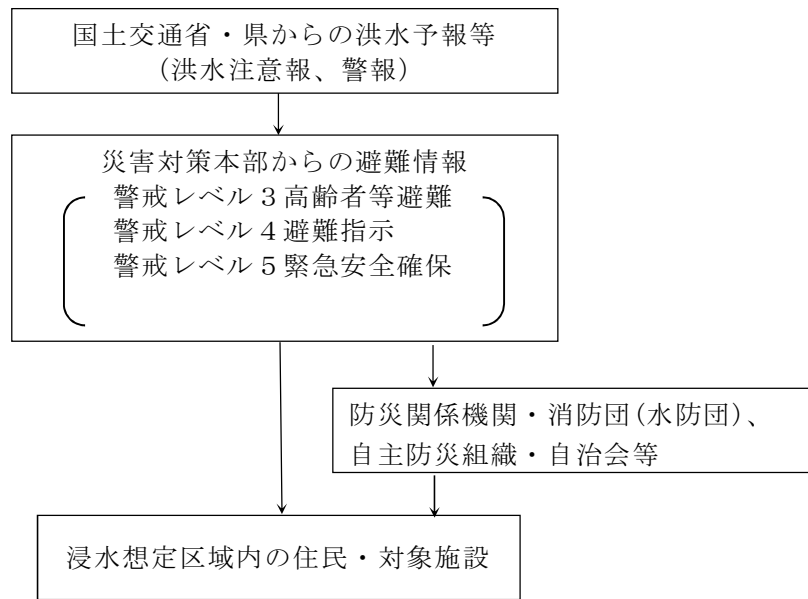 国土交通省・県からの洪水予報等
(洪水注意報、警報)
災害対策本部からの避難情報
警戒レベル３高齢者等避難
警戒レベル４避難指示
警戒レベル５緊急安全確保
防災関係機関・消防団(水防団)、
自主防災組織・自治会等
浸水想定区域内の住民・対象施設